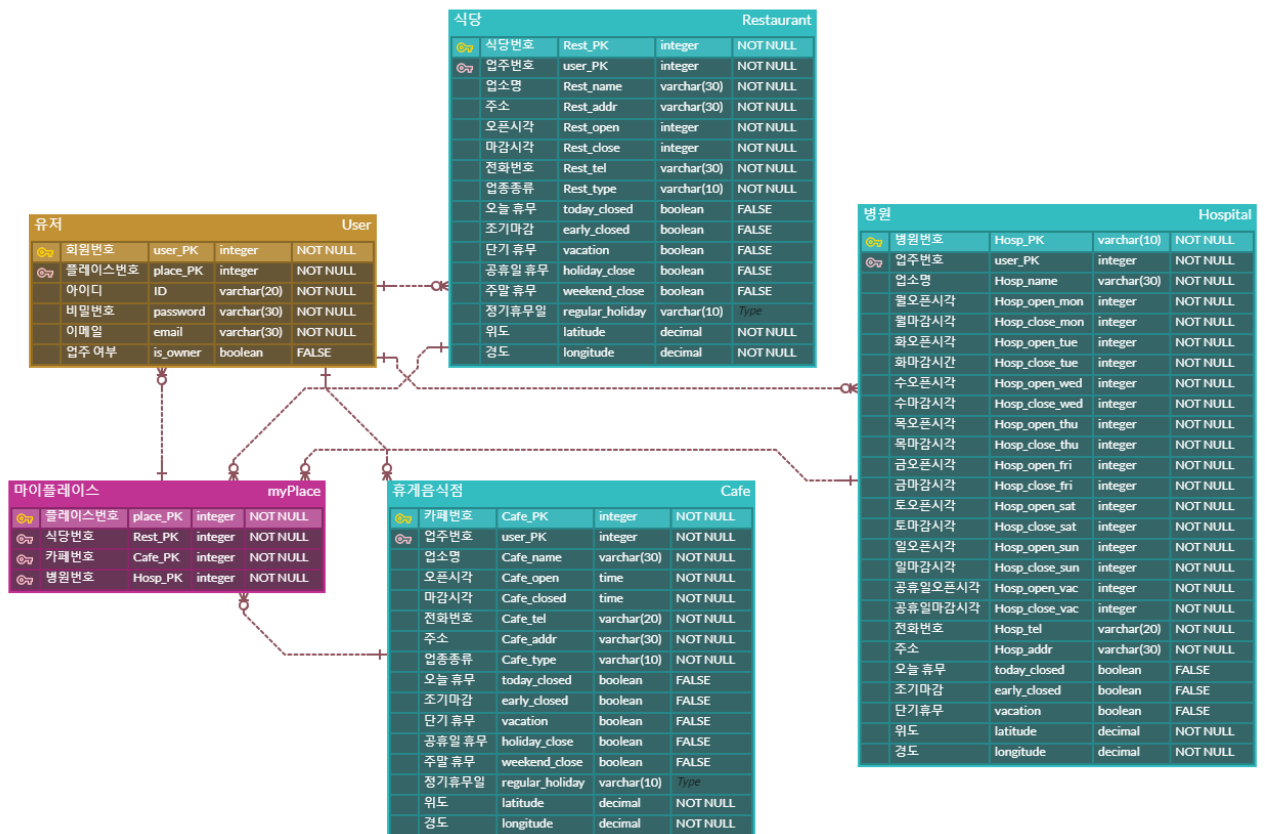 식당 Restaurant
식당번호 Rest_PK integer NOT NULL
업주번호 user_PK integer NOT NULL
업소명 Rest_name varchar(30) NOT NULL
주소 Rest_addr varchar(30) NOT NULL
오픈시각 Rest_open integer NOT NULL
마감시각 Rest_close integer NOT NULL
전화번호 Rest_tel varchar(30) NOT NULL
업종종류 Rest_type varchar(10) NOT NULL
오늘 휴무 today_closed boolean FALSE
조기마감 early_closed boolean FALSE
단기 휴무 vacation boolean FALSE
공휴일 휴무 holiday_close boolean FALSE
주말 휴무 weekend_close boolean FALSE
정기휴무일 regular_holiday varchar(10) Type
위도 latitude decimal NOT NULL
경도 longitude decimal NOT NULL
유저 User
회원번호 user_PK integer NOT NULL
플레이스번호 place_PK integer NOT NULL
아이디 ID varchar(20) NOT NULL
비밀번호 password varchar(30) NOT NULL
이메일 email varchar(30) NOT NULL
업주 여부 is_owner boolean FALSE
병원 Hospital
병원번호 Hosp_PK varchar(10) NOT NULL
업주번호 user_PK integer NOT NULL
업소명 Hosp_name varchar(30) NOT NULL
월오픈시각 Hosp_open_mon integer NOT NULL
월마감시각 Hosp_close_mon integer NOT NULL
화오픈시각 Hosp_open_tue integer NOT NULL
화마감시간 Hosp_close_tue integer NOT NULL
수오픈시각 Hosp_open_wed integer NOT NULL
수마감시각 Hosp_close_wed integer NOT NULL
목오픈시각 Hosp_open_thu integer NOT NULL
목마감시각 Hosp_close_thu integer NOT NULL
금오픈시각 Hosp_open_fri integer NOT NULL
금마감시각 Hosp_close_fri integer NOT NULL
토오픈시각 Hosp_open_sat integer NOT NULL
토마감시각 Hosp_close_sat integer NOT NULL
일오픈시각 Hosp_open_sun integer NOT NULL
일마감시각 Hosp_close_sun integer NOT NULL
공휴일오픈시각 Hosp_open_vac integer NOT NULL
공휴일마감시각 Hosp_close_vac integer NOT NULL
전화번호 Hosp_tel varchar(20) NOT NULL
주소 Hosp_addr varchar(30) NOT NULL
오늘 휴무 today_closed boolean FALSE
조기마감 early_closed boolean FALSE
단기휴무 vacation boolean FALSE
위도 latitude decimal NOT NULL
경도 longitude decimal NOT NULL
마이플레이스 myPlace
플레이스번호 place_PK integer NOT NULL
식당번호 Rest_PK integer NOT NULL
카페번호 Cafe_PK integer NOT NULL
병원번호 Hosp_PK integer NOT NULL
휴게음식점 Cafe
카페번호 Cafe_PK integer NOT NULL
업주번호 user_PK integer NOT NULL
업소명 Cafe_name varchar(30) NOT NULL
오픈시각 Cafe_open time NOT NULL
마감시각 Cafe_closed time NOT NULL
전화번호 Cafe_tel varchar(20) NOT NULL
주소 Cafe_addr varchar(30) NOT NULL
업종종류 Cafe_type varchar(10) NOT NULL
오늘 휴무 today_closed boolean FALSE
조기마감 early_closed boolean FALSE
단기 휴무 vacation boolean FALSE
공휴일 휴무 holiday_close boolean FALSE
주말 휴무 weekend_close boolean FALSE
정기휴무일 regular_holiday varchar(10) Type
위도 latitude decimal NOT NULL
경도 longitude decimal NOT NULL